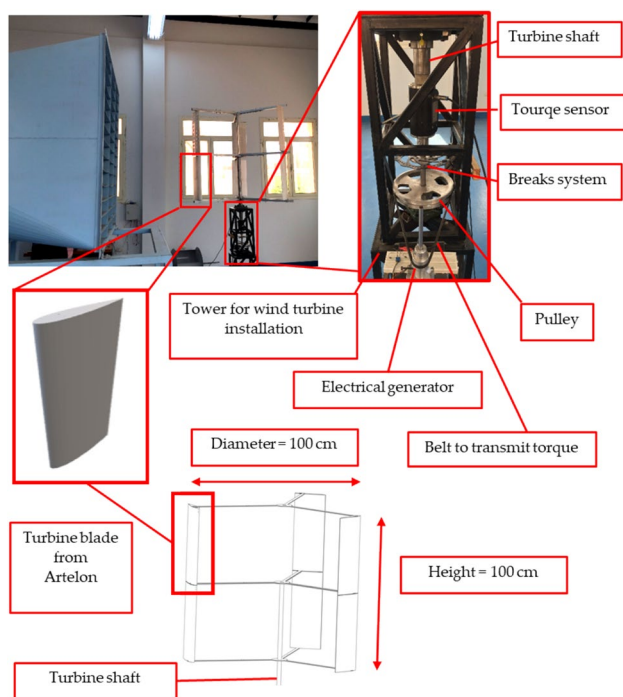 Turbine shaft
Tourqe sensor
Breaks system
Tower for wind turbine
installation
Pulley
Electrical generator
Diameter = 100 cm
Belt to transmit torque
Turbine blade
from
Artelon
Height = 100 cm
Turbine shaft